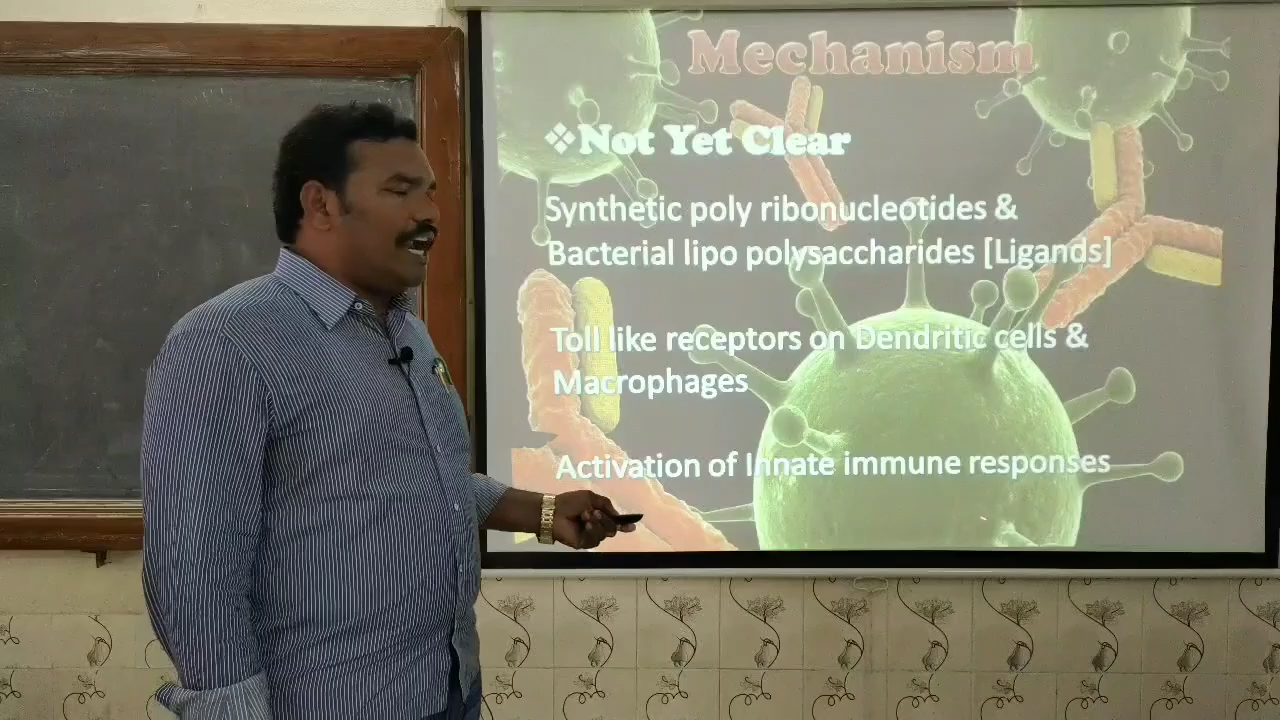 Mechanism
❖Not Yet Clear
Synthetic poly ribonucleotides &
Bacterial lipo polysaccharides [Ligands]
Toll like receptors on Dendritic cells &
Macrophages
Activation of Innate immune responses